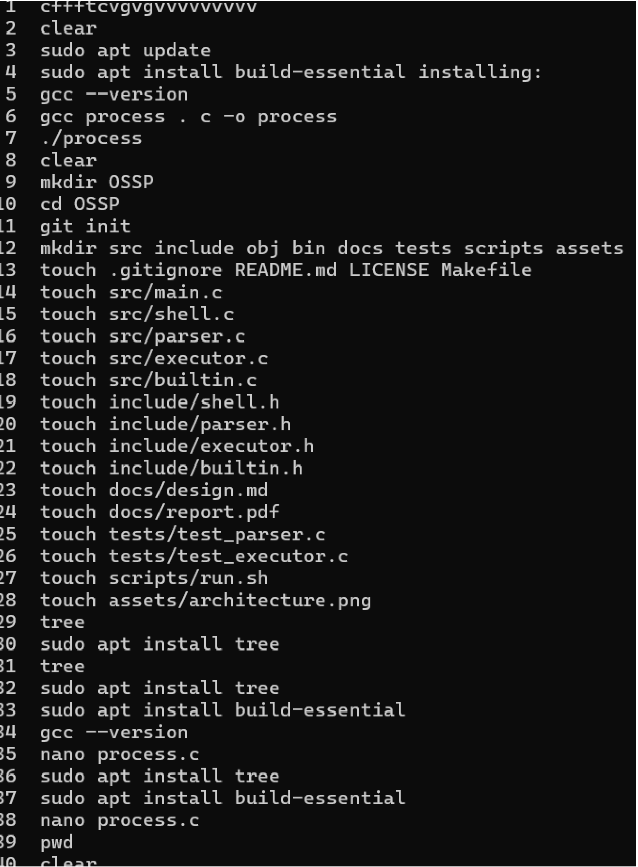 1 cffftcvgvgvvvvvvvvv
2 clear
3 sudo apt update
4 sudo apt install build-essential installing:
5 gcc --version
6 gcc process . c -o process
7 ./process
8 clear
9 mkdir OSSP
10 cd OSSP
11 git init
12 mkdir src include obj bin docs tests scripts assets
13 touch .gitignore README.md LICENSE Makefile
14 touch src/main.c
15 touch src/shell.c
16 touch src/parser.c
17 touch src/executor.c
18 touch src/builtin.c
19 touch include/shell.h
20 touch include/parser.h
21 touch include/executor.h
22 touch include/builtin.h
23 touch docs/design.md
24 touch docs/report.pdf
25 touch tests/test_parser.c
26 touch tests/test_executor.c
27 touch scripts/run.sh
28 touch assets/architecture.png
29 tree
30 sudo apt install tree
31 tree
32 sudo apt install tree
33 sudo apt install build-essential
34 gcc --version
35 nano process.c
36 sudo apt install tree
37 sudo apt install build-essential
38 nano process.c
39 pwd
40 clear